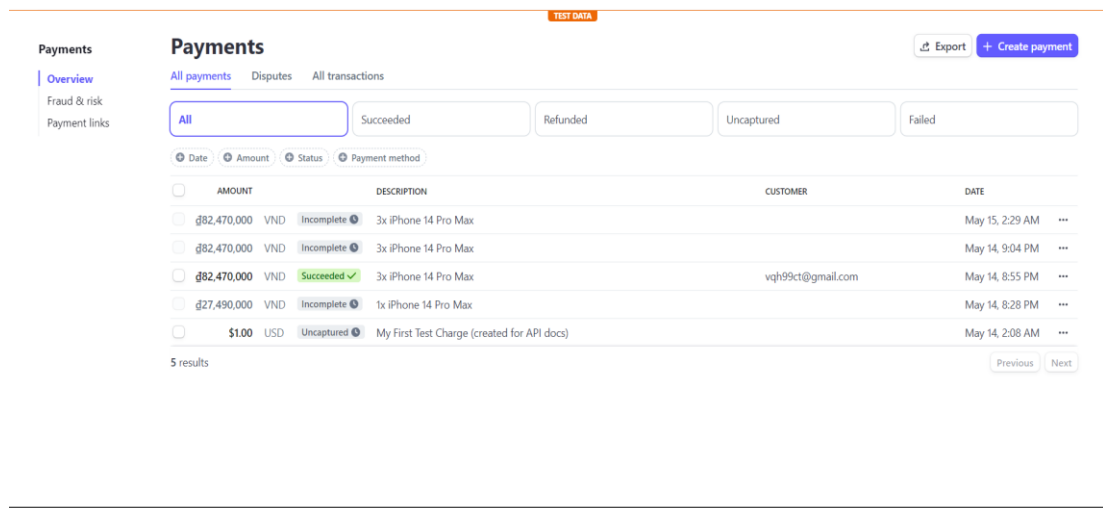 TEST DATA
Payments
Overview
Fraud & risk
Payment links
Payments
Export
+ Create payment
All payments Disputes All transactions
All Succeeded Refunded Uncaptured Failed
Date Amount Status Payment method
AMOUNT DESCRIPTION CUSTOMER DATE
₫82,470,000 VND Incomplete 3x iPhone 14 Pro Max May 15, 2:29 AM ···
₫82,470,000 VND Incomplete 3x iPhone 14 Pro Max May 14, 9:04 PM ···
₫82,470,000 VND Succeeded ✓ 3x iPhone 14 Pro Max vqh99ct@gmail.com May 14, 8:55 PM ···
₫27,490,000 VND Incomplete 1x iPhone 14 Pro Max May 14, 8:28 PM ···
$1.00 USD Uncaptured My First Test Charge (created for API docs) May 14, 2:08 AM ···
5 results
Previous Next